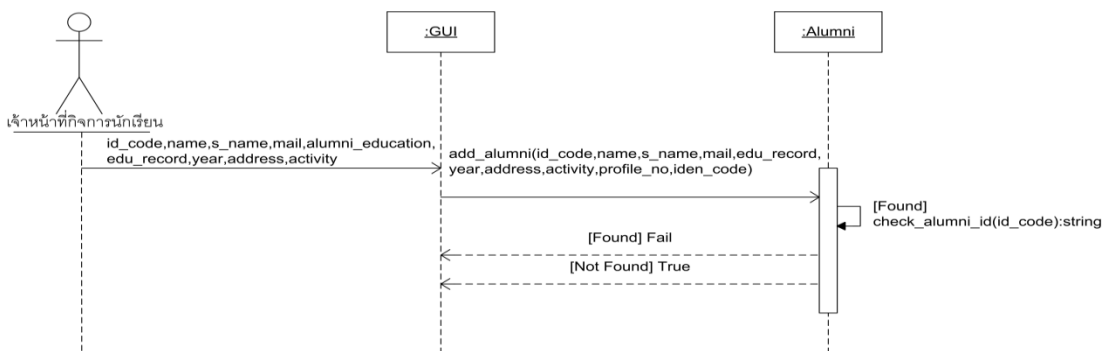 :GUI
:Alumni
เจ้าหน้าที่กิจการนักเรียน
id_code,name,s_name,mail,alumni_education,
edu_record,year,address,activity
add_alumni(id_code,name,s_name,mail,edu_record,
year,address,activity,profile_no,iden_code)
[Found]
check_alumni_id(id_code):string
[Found] Fail
[Not Found] True